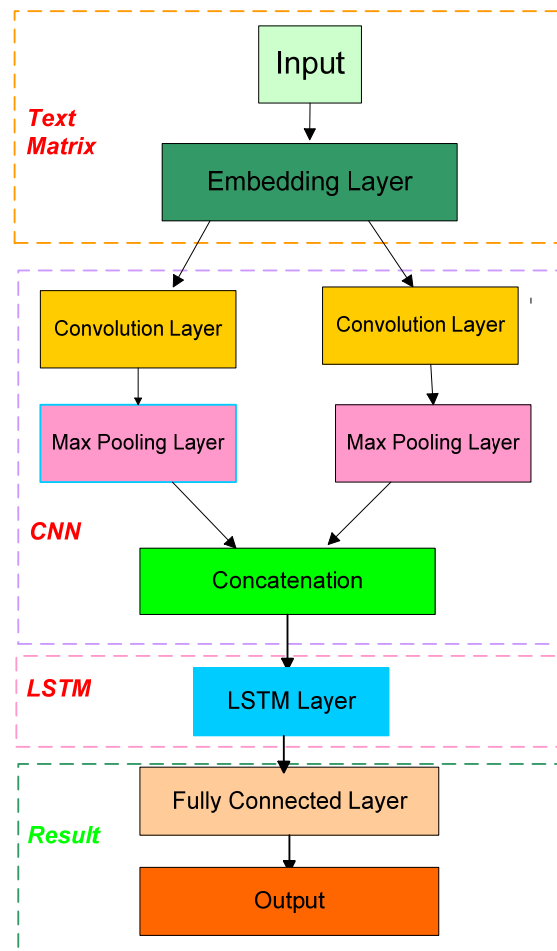 Input
Text
Matrix
Embedding Layer
Convolution Layer
Convolution Layer
Max Pooling Layer
Max Pooling Layer
CNN
Concatenation
LSTM
LSTM Layer
Fully Connected Layer
Result
Output